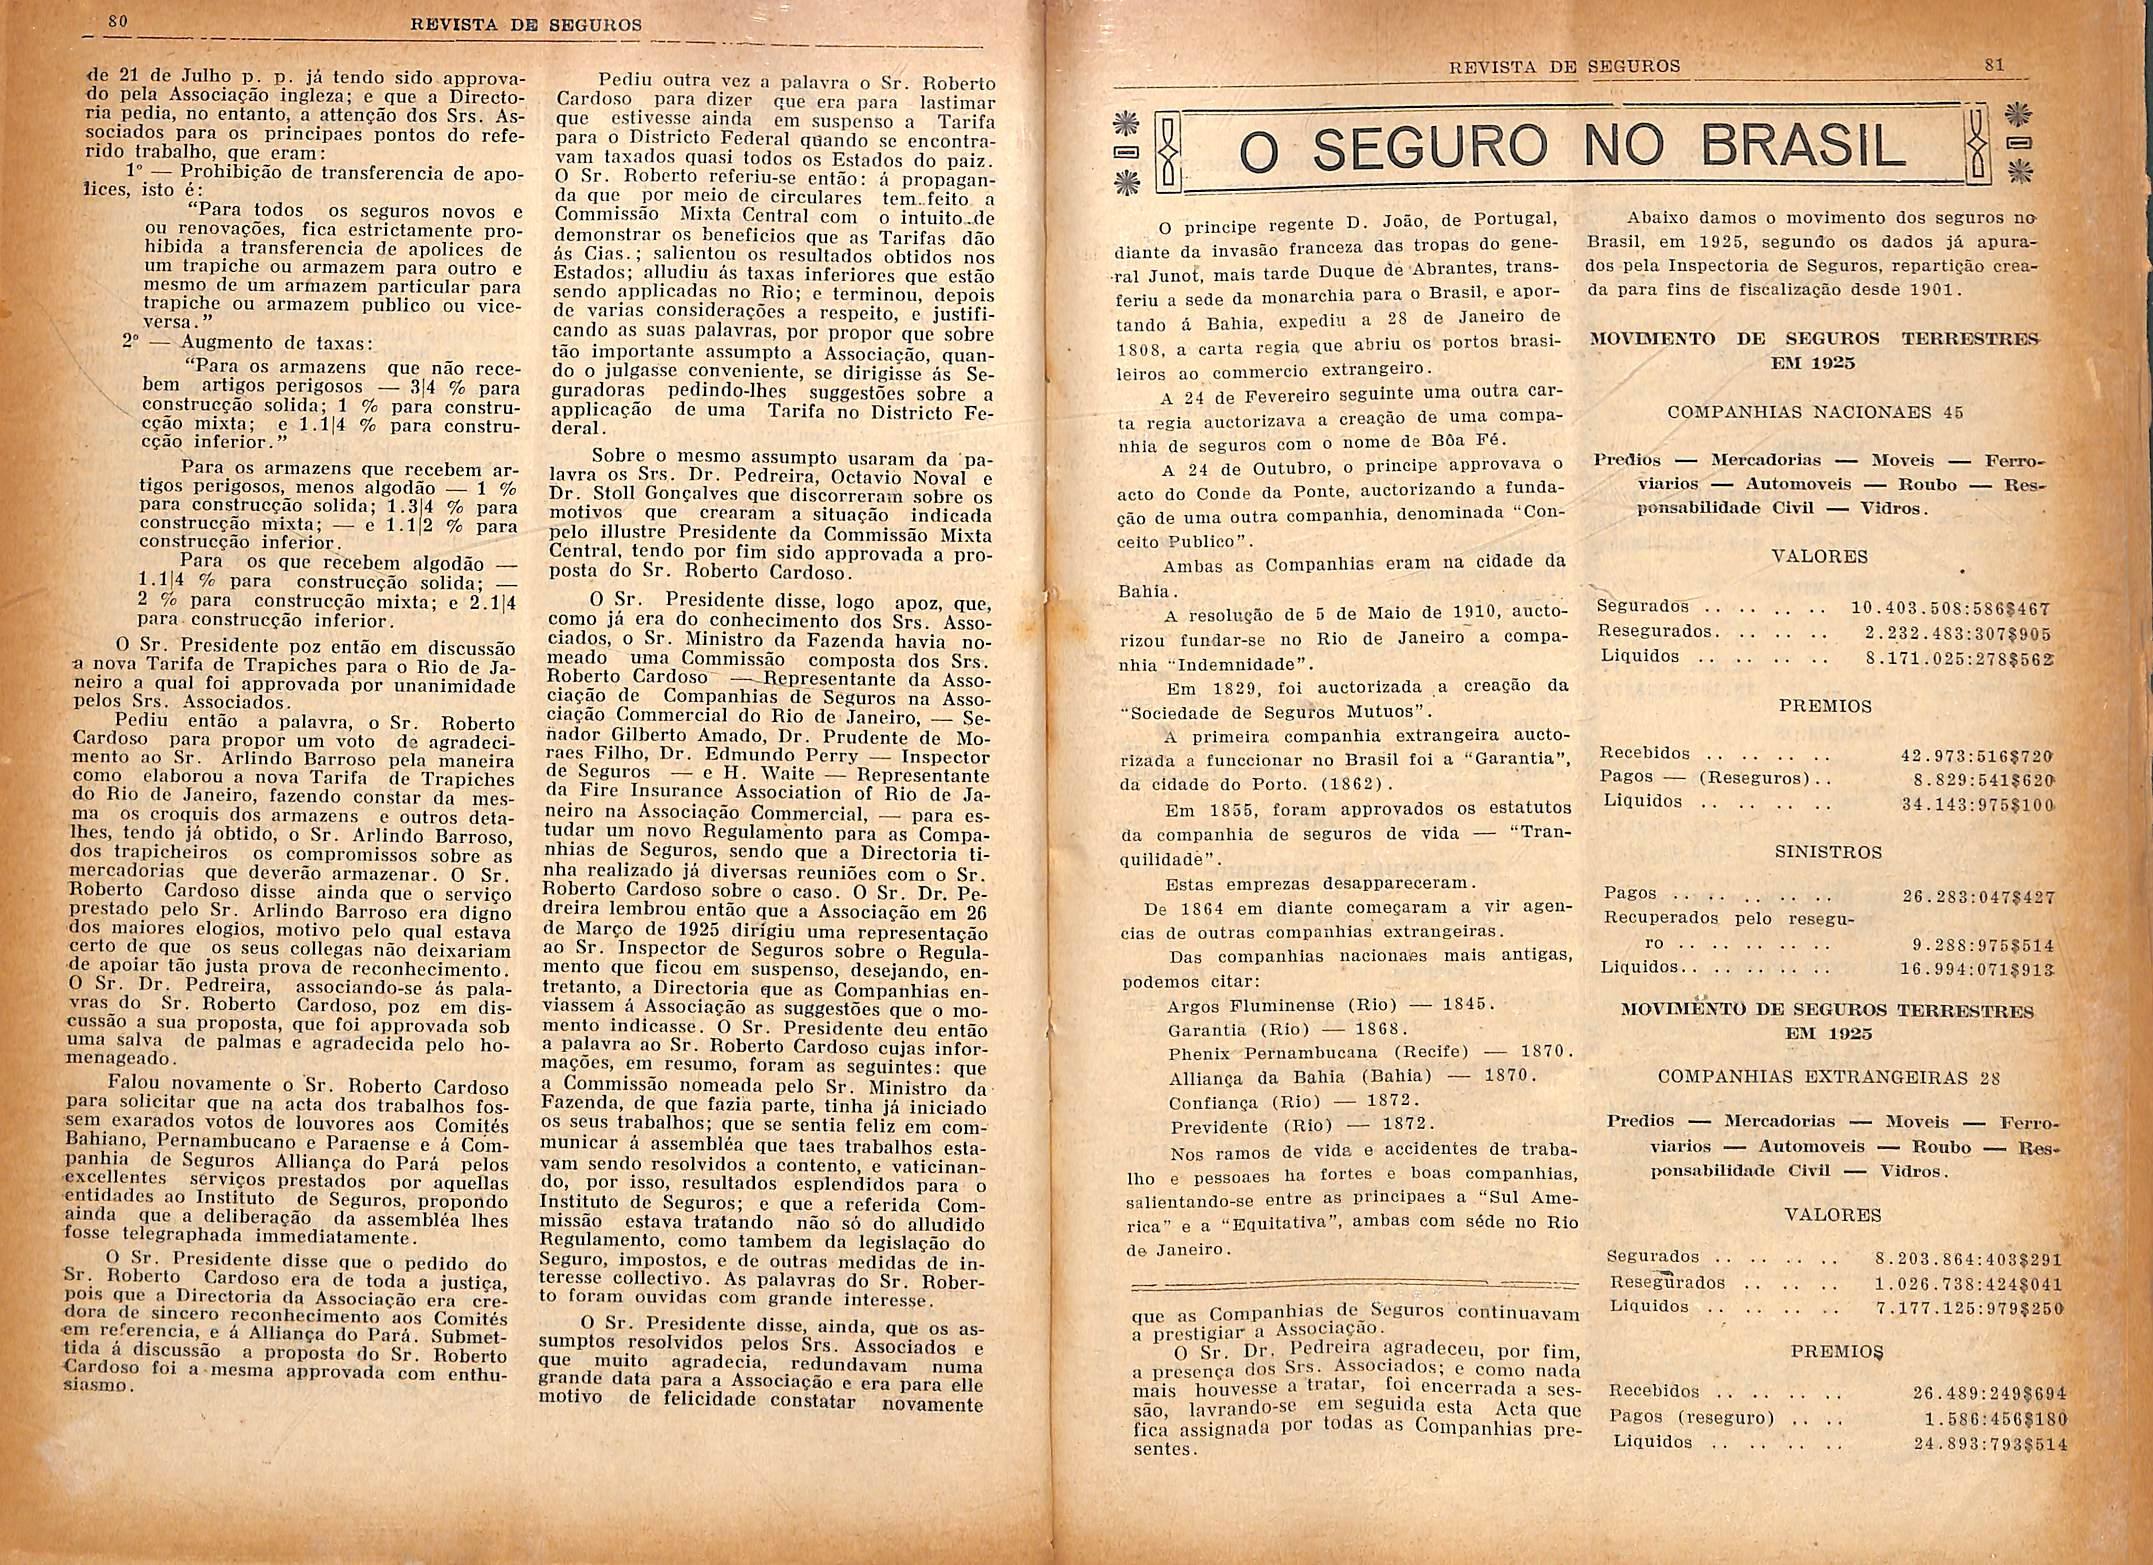 80
REVISTA DE SEGUROS
de 21 de Julho p. p. já tendo sido approva-
do pela Associação ingleza; e que a Directo-
ria pedia, no entanto, a attenção dos Srs. As-
sociados para os principaes pontos do refe-
rido trabalho, que eram:
1° — Prohibição de transferencia de apo-
lices, isto é:
“Para todos os seguros novos e
ou renovações, fica estrictamente pro-
hibida a transferencia de apolices de
um trapiche ou armazem para outro e
mesmo de um armazem particular para
trapiche ou armazem publico ou vice-
versa.”
2° — Augmento de taxas:
“Para os armazens que não rece-
bem artigos perigosos — 3|4 % para
construcção solida; 1 % para constru-
cção mixta; e 1.1|4 % para constru-
cção inferior.”
Para os armazens que recebem ar-
tigos perigosos, menos algodão — 1 %
para construcção solida; 1.3|4 % para
construcção mixta; — e 1.1|2 % para
construcção inferior.
Para os que recebem algodão —
1.1|4 % para construcção solida; —
2 % para construcção mixta; e 2.1|4
para construcção inferior.
O Sr. Presidente poz então em discussão
a nova Tarifa de Trapiches para o Rio de Ja-
neiro a qual foi approvada por unanimidade
pelos Srs. Associados.
Pediu então a palavra, o Sr. Roberto
Cardoso para propor um voto de agradeci-
mento ao Sr. Arlindo Barroso pela maneira
como elaborou a nova Tarifa de Trapiches
do Rio de Janeiro, fazendo constar da mes-
ma os croquis dos armazens e outros deta-
lhes, tendo já obtido, o Sr. Arlindo Barroso,
dos trapicheiros os compromissos sobre as
mercadorias que deverão armazenar. O Sr.
Roberto Cardoso disse ainda que o serviço
prestado pelo Sr. Arlindo Barroso era digno
dos maiores elogios, motivo pelo qual estava
certo de que os seus collegas não deixariam
de apoiar tão justa prova de reconhecimento.
O Sr. Dr. Pedreira, associando-se ás pala-
vras do Sr. Roberto Cardoso, poz em dis-
cussão a sua proposta, que foi approvada sob
uma salva de palmas e agradecida pelo ho-
menageado.
Falou novamente o Sr. Roberto Cardoso
para solicitar que na acta dos trabalhos fos-
sem exarados votos de louvores aos Comités
Bahiano, Pernambucano e Paraense e á Com-
panhia de Seguros Alliança do Pará pelos
excellentes serviços prestados por aquellas
entidades ao Instituto de Seguros, propondo
ainda que a deliberação da assembléa lhes
fosse telegraphada immediatamente.
O Sr. Presidente disse que o pedido do
Sr. Roberto Cardoso era de toda a justiça,
pois que a Directoria da Associação era cre-
dora de sincero reconhecimento aos Comités
em referencia, e á Alliança do Pará. Submet-
tida á discussão a proposta do Sr. Roberto
Cardoso foi a mesma approvada com enthu-
siasmo.
Pediu outra vez a palavra o Sr. Roberto
Cardoso para dizer que era para lastimar
que estivesse ainda em suspenso a Tarifa
para o Districto Federal quando se encontra-
vam taxados quasi todos os Estados do paiz.
O Sr. Roberto referiu-se então: á propagan-
da que por meio de circulares tem feito a
Commissão Mixta Central com o intuito de
demonstrar os beneficios que as Tarifas dão
ás Cias.; salientou os resultados obtidos nos
Estados; alludiu ás taxas inferiores que estão
sendo applicadas no Rio; e terminou, depois
de varias considerações a respeito, e justifi-
cando as suas palavras, por propor que sobre
tão importante assumpto a Associação, quan-
do o julgasse conveniente, se dirigisse ás Se-
guradoras pedindo-lhes suggestões sobre a
applicação de uma Tarifa no Districto Fe-
deral.
Sobre o mesmo assumpto usaram da pa-
lavra os Srs. Dr. Pedreira, Octavio Noval e
Dr. Stoll Gonçalves que discorreram sobre os
motivos que crearam a situação indicada
pelo illustre Presidente da Commissão Mixta
Central, tendo por fim sido approvada a pro-
posta do Sr. Roberto Cardoso.
O Sr. Presidente disse, logo apoz, que,
como já era do conhecimento dos Srs. Asso-
ciados, o Sr. Ministro da Fazenda havia no-
meado uma Commissão composta dos Srs.
Roberto Cardoso — Representante da Asso-
ciação de Companhias de Seguros na Asso-
ciação Commercial do Rio de Janeiro, — Se-
nador Gilberto Amado, Dr. Prudente de Mo-
raes Filho, Dr. Edmundo Perry — Inspector
de Seguros — e H. Waite — Representante
da Fire Insurance Association of Rio de Ja-
neiro na Associação Commercial, — para es-
tudar um novo Regulamento para as Compa-
nhias de Seguros, sendo que a Directoria ti-
nha realizado já diversas reuniões com o Sr.
Roberto Cardoso sobre o caso. O Sr. Dr. Pe-
dreira lembrou então que a Associação em 26
de Março de 1925 dirigiu uma representação
ao Sr. Inspector de Seguros sobre o Regula-
mento que ficou em suspenso, desejando, en-
tretanto, a Directoria que as Companhias en-
viassem á Associação as suggestões que o mo-
mento indicasse. O Sr. Presidente deu então
a palavra ao Sr. Roberto Cardoso cujas infor-
mações, em resumo, foram as seguintes: que
a Commissão nomeada pelo Sr. Ministro da
Fazenda, de que fazia parte, tinha já iniciado
os seus trabalhos; que se sentia feliz em com-
municar á assembléa que taes trabalhos esta-
vam sendo resolvidos a contento, e vaticinan-
do, por isso, resultados esplendidos para o
Instituto de Seguros; e que a referida Com-
missão estava tratando não só do alludido
Regulamento, como tambem da legislação do
Seguro, impostos, e de outras medidas de in-
teresse collectivo. As palavras do Sr. Rober-
to foram ouvidas com grande interesse.
O Sr. Presidente disse, ainda, que os as-
sumptos resolvidos pelos Srs. Associados e
que muito agradecia, redundavam numa
grande data para a Associação e era para elle
motivo de felicidade constatar novamente
REVISTA DE SEGUROS
81
O SEGURO NO BRASIL
O principe regente D. João, de Portugal,
diante da invasão franceza das tropas do gene-
ral Junot, mais tarde Duque de Abrantes, trans-
feriu a sede da monarchia para o Brasil, e apor-
tando á Bahia, expediu a 28 de Janeiro de
1808, a carta regia que abriu os portos brasi-
leiros ao commercio extrangeiro.
A 24 de Fevereiro seguinte uma outra car-
ta regia auctorizava a creação de uma compa-
nhia de seguros com o nome de Bôa Fé.
A 24 de Outubro, o principe approvava o
acto do Conde da Ponte, auctorizando a funda-
ção de uma outra companhia, denominada “Con-
ceito Publico”.
Ambas as Companhias eram na cidade da
Bahia.
A resolução de 5 de Maio de 1910, aucto-
rizou fundar-se no Rio de Janeiro a compa-
nhia “Indemnidade”.
Em 1829, foi auctorizada a creação da
“Sociedade de Seguros Mutuos”.
A primeira companhia extrangeira aucto-
rizada a funccionar no Brasil foi a “Garantia”,
da cidade do Porto. (1862).
Em 1855, foram approvados os estatutos
da companhia de seguros de vida — “Tran-
quilidade”.
Estas emprezas desappareceram.
De 1864 em diante começaram a vir agen-
cias de outras companhias extrangeiras.
Das companhias nacionaes mais antigas,
podemos citar:
Argos Fluminense (Rio) — 1845.
Garantia (Rio) — 1868.
Phenix Pernambucana (Recife) — 1870.
Alliança da Bahia (Bahia) — 1870.
Confiança (Rio) — 1872.
Previdente (Rio) — 1872.
Nos ramos de vida e accidentes de traba-
lho e pessoaes ha fortes e boas companhias,
salientando-se entre as principaes a “Sul Ame-
rica” e a “Equitativa”, ambas com séde no Rio
de Janeiro.
que as Companhias de Seguros continuavam
a prestigiar a Associação.
O Sr. Dr. Pedreira agradeceu, por fim,
a presença dos Srs. Associados; e como nada
mais houvesse a tratar, foi encerrada a ses-
são, lavrando-se em seguida esta Acta que
fica assignada por todas as Companhias pre-
sentes.
Abaixo damos o movimento dos seguros no
Brasil, em 1925, segundo os dados já apura-
dos pela Inspectoria de Seguros, repartição crea-
da para fins de fiscalização desde 1901.
MOVIMENTO DE SEGUROS TERRESTRES
EM 1925
COMPANHIAS NACIONAES 45
Predios — Mercadorias — Moveis — Ferro-
viarios — Automoveis — Roubo — Res-
ponsabilidade Civil — Vidros.
VALORES
Segurados .. .. .. .. 10.403.508:586$467
Resegurados. .. .. .. 2.232.483:307$905
Liquidos .. .. .. .. 8.171.025:278$562
PREMIOS
Recebidos .. .. .. .. 42.973:516$720
Pagos — (Reseguros).. 8.829:541$620
Liquidos .. .. .. .. 34.143:975$100
SINISTROS
Pagos .. .. .. .. .. 26.283:047$427
Recuperados pelo resegu-
ro .. .. .. .. .. 9.288:975$514
Liquidos.. .. .. .. .. 16.994:071$913
MOVIMENTO DE SEGUROS TERRESTRES
EM 1925
COMPANHIAS EXTRANGEIRAS 28
Predios — Mercadorias — Moveis — Ferro-
viarios — Automoveis — Roubo — Res-
ponsabilidade Civil — Vidros.
VALORES
Segurados .. .. .. .. 8.203.864:403$291
Resegurados .. .. .. 1.026.738:424$041
Liquidos .. .. .. .. 7.177.125:979$250
PREMIOS
Recebidos .. .. .. .. 26.489:249$694
Pagos (reseguro) .. .. 1.586:456$180
Liquidos .. .. .. .. 24.893:793$514